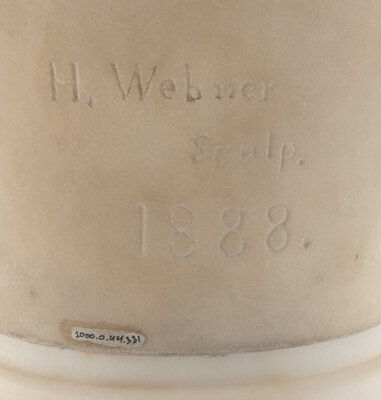 H. Webner
Sculp.
1888.
2000.0.44.331